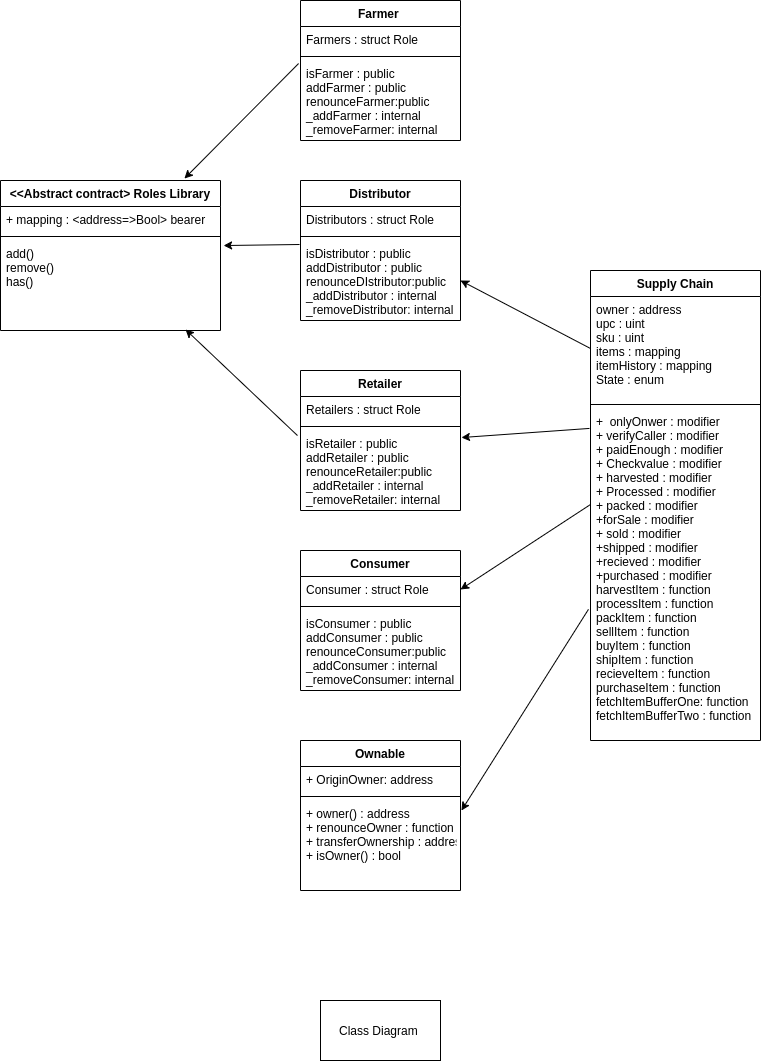 Farmer
Farmers : struct Role
isFarmer : public
addFarmer : public
renounceFarmer:public
_addFarmer : internal
_removeFarmer: internal
<<Abstract contract> Roles Library
+ mapping : <address=>Bool> bearer
add()
remove()
has()
Distributor
Distributors : struct Role
isDistributor : public
addDistributor : public
renounceDIstributor:public
_addDistributor : internal
_removeDistributor: internal
Retailer
Retailers : struct Role
isRetailer : public
addRetailer : public
renounceRetailer:public
_addRetailer : internal
_removeRetailer: internal
Consumer
Consumer : struct Role
isConsumer : public
addConsumer : public
renounceConsumer:public
_addConsumer : internal
_removeConsumer: internal
Ownable
+ OriginOwner: address
+ owner() : address
+ renounceOwner : function
+ transferOwnership :
+ isOwner() : bool
Supply Chain
owner : address
upc : uint
sku : uint
items : mapping
itemHistory : mapping
State : enum
+  onlyOnwer : modifier
+ verifyCaller : modifier
+ paidEnough : modifier
+ Checkvalue : modifier
+ harvested : modifier
+ Processed : modifier
+ packed : modifier
+forSale : modifier
+ sold : modifier
+shipped : modifier
+recieved : modifier
+purchased : modifier
harvestItem : function
processItem : function
packItem : function
sellItem : function
buyItem : function
shipItem : function
recieveItem : function
purchaseItem : function
fetchItemBufferOne: function
fetchItemBufferTwo : function
Class Diagram